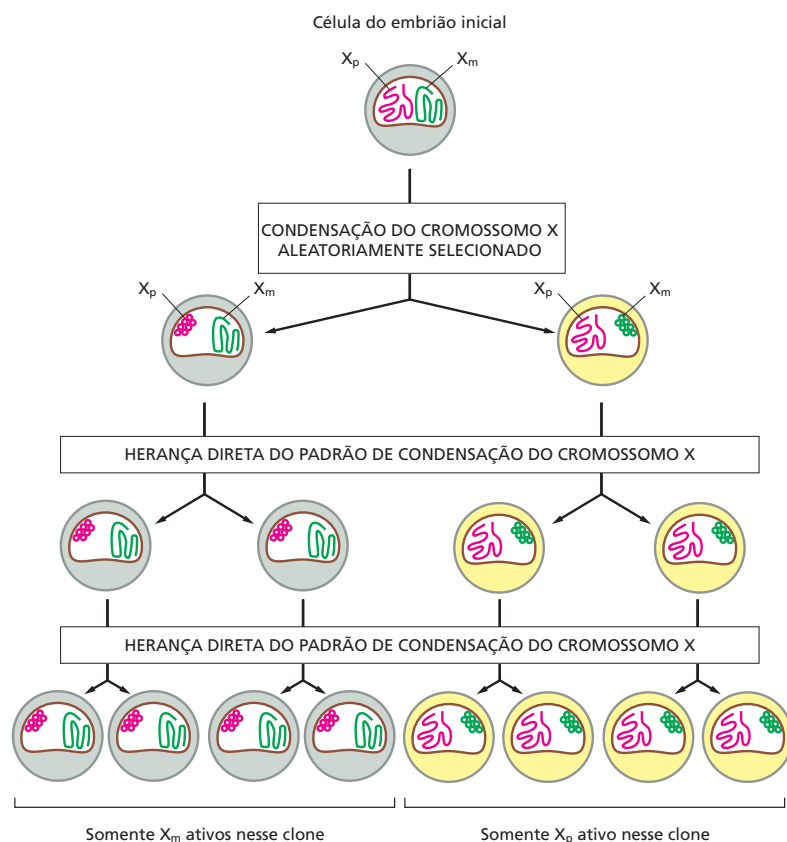 Célula do embrião inicial
Xp Xm
CONDENSAÇÃO DO CROMOSSOMO X
ALEATORIAMENTE SELECIONADO
Xp Xm Xp Xm
HERANÇA DIRETA DO PADRÃO DE CONDENSAÇÃO DO CROMOSSOMO X
HERANÇA DIRETA DO PADRÃO DE CONDENSAÇÃO DO CROMOSSOMO X
Somente Xm ativos nesse clone Somente Xp ativo nesse clone